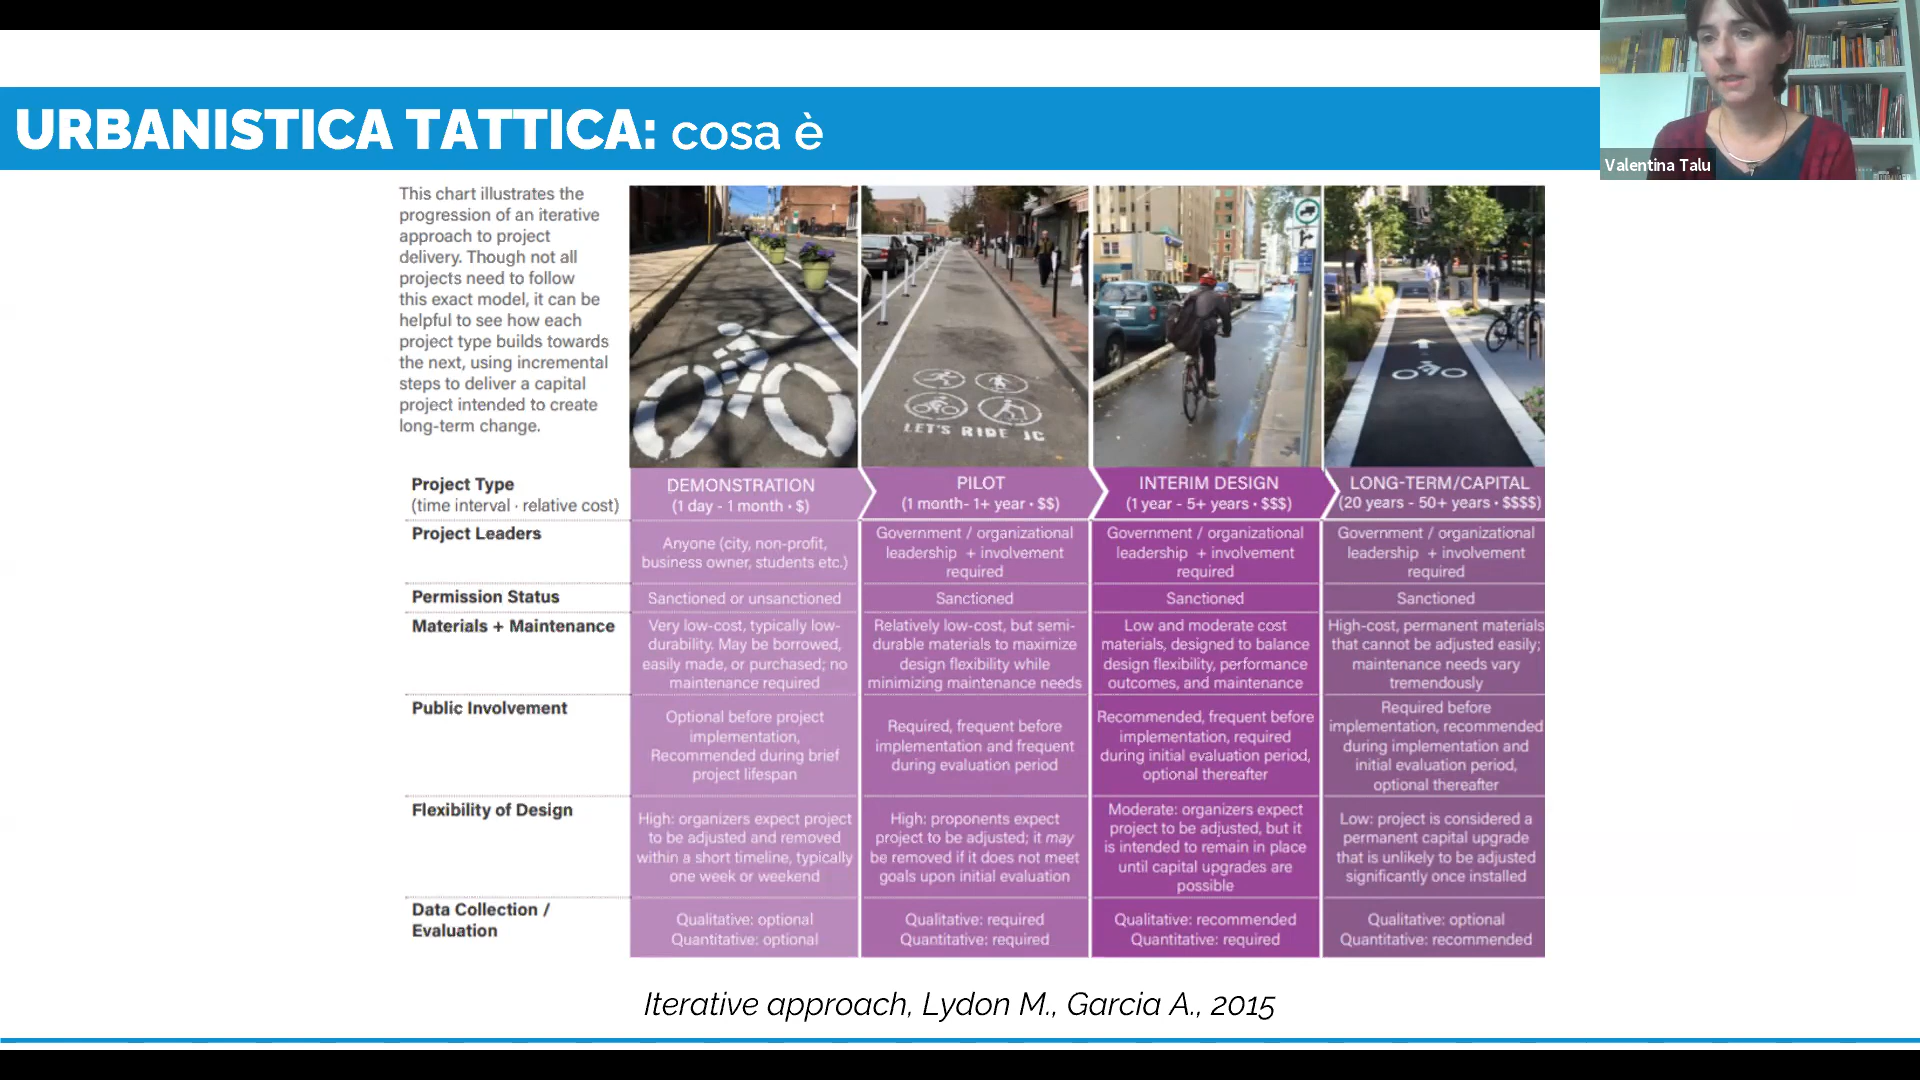 URBANISTICA TATTICA: cosa è
Valentina Talu
This chart illustrates the
progression of an iterative
approach to project
delivery. Though not all
projects need to follow
this exact model, it can be
helpful to see how each
project type builds towards
the next, using incremental
steps to deliver a capital
project intended to create
long-term change.
LET'S RIDE JC
Project Type
(time interval · relative cost)
DEMONSTRATION
(1 day - 1 month · $)
PILOT
(1 month- 1+ year · $$)
INTERIM DESIGN
(1 year - 5+ years · $$$)
LONG-TERM/CAPITAL
(20 years - 50+ years · $$$$)
Project Leaders
Anyone (city, non-profit,
business owner, students etc.)
Government / organizational
leadership + involvement
required
Government / organizational
leadership + involvement
required
Government / organizational
leadership + involvement
required
Permission Status
Sanctioned or unsanctioned
Sanctioned
Sanctioned
Sanctioned
Materials + Maintenance
Very low-cost, typically low-
durability. May be borrowed,
easily made, or purchased; no
maintenance required
Relatively low-cost, but semi-
durable materials to maximize
design flexibility while
minimizing maintenance needs
Low and moderate cost
materials, designed to balance
design flexibility, performance
outcomes, and maintenance
High-cost, permanent materials
that cannot be adjusted easily;
maintenance needs vary
tremendously
Public Involvement
Optional before project
implementation,
Recommended during brief
project lifespan
Required, frequent before
implementation and frequent
during evaluation period
Recommended, frequent before
implementation, required
during initial evaluation period,
optional thereafter
Required before
implementation, recommended
during implementation and
initial evaluation period,
optional thereafter
Flexibility of Design
High: organizers expect project
to be adjusted and removed
within a short timeline, typically
one week or weekend
High: proponents expect
project to be adjusted; it may
be removed if it does not meet
goals upon initial evaluation
Moderate: organizers expect
project to be adjusted, but it
is intended to remain in place
until capital upgrades are
possible
Low: project is considered a
permanent capital upgrade
that is unlikely to be adjusted
significantly once installed
Data Collection /
Evaluation
Qualitative: optional
Quantitative: optional
Qualitative: required
Quantitative: required
Qualitative: recommended
Quantitative: required
Qualitative: optional
Quantitative: recommended
Iterative approach, Lydon M., Garcia A., 2015